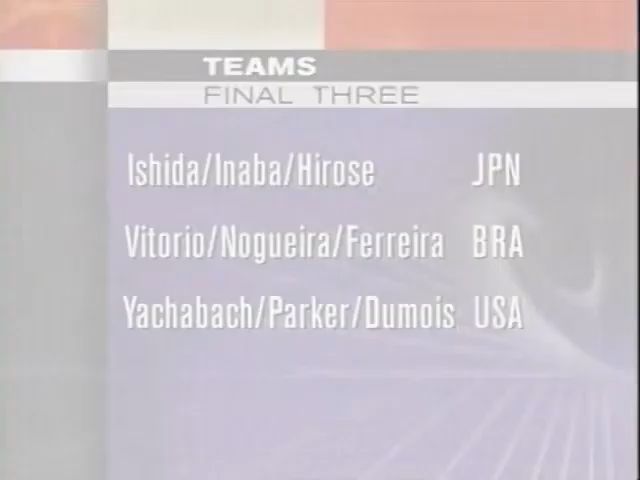 TEAMS
FINAL THREE
Ishida/Inaba/Hirose JPN
Vitorio/Nogueira/Ferreira BRA
Yachabach/Parker/Dumois USA